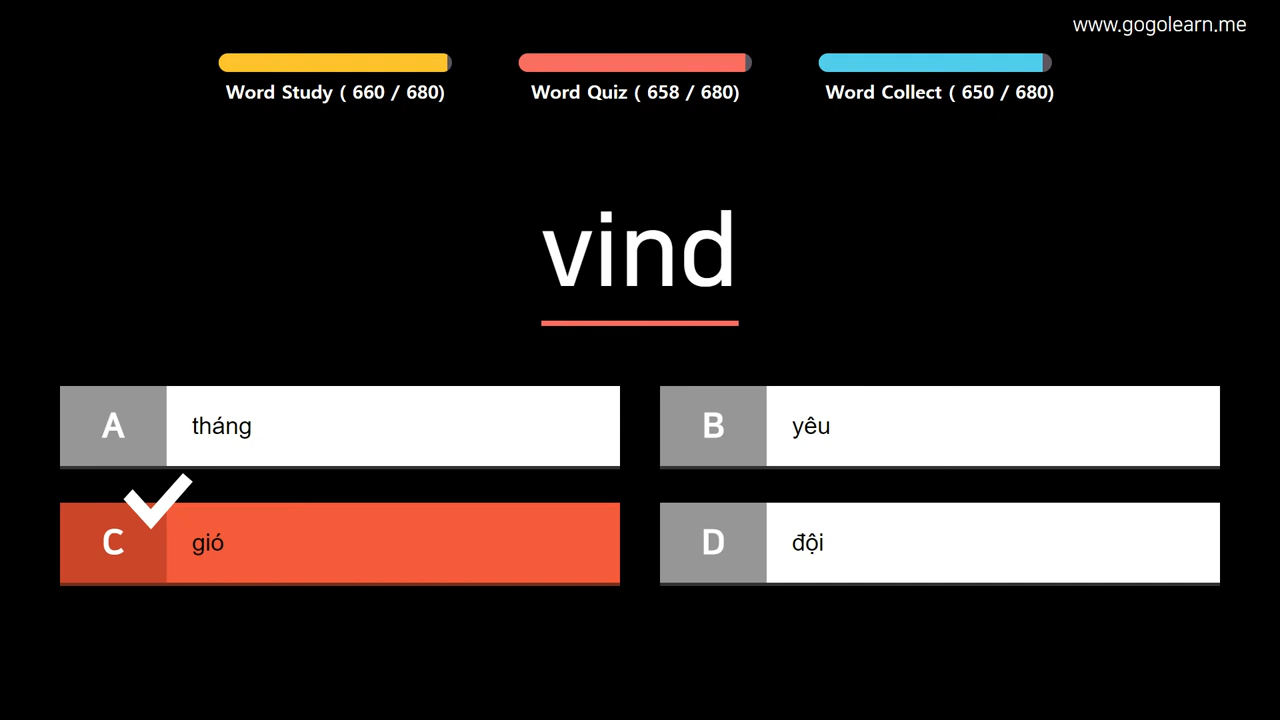 www.gogolearn.me
Word Study ( 660 / 680)
Word Quiz ( 658 / 680)
Word Collect ( 650 / 680)
vind
A tháng
B yêu
C gió
D đội